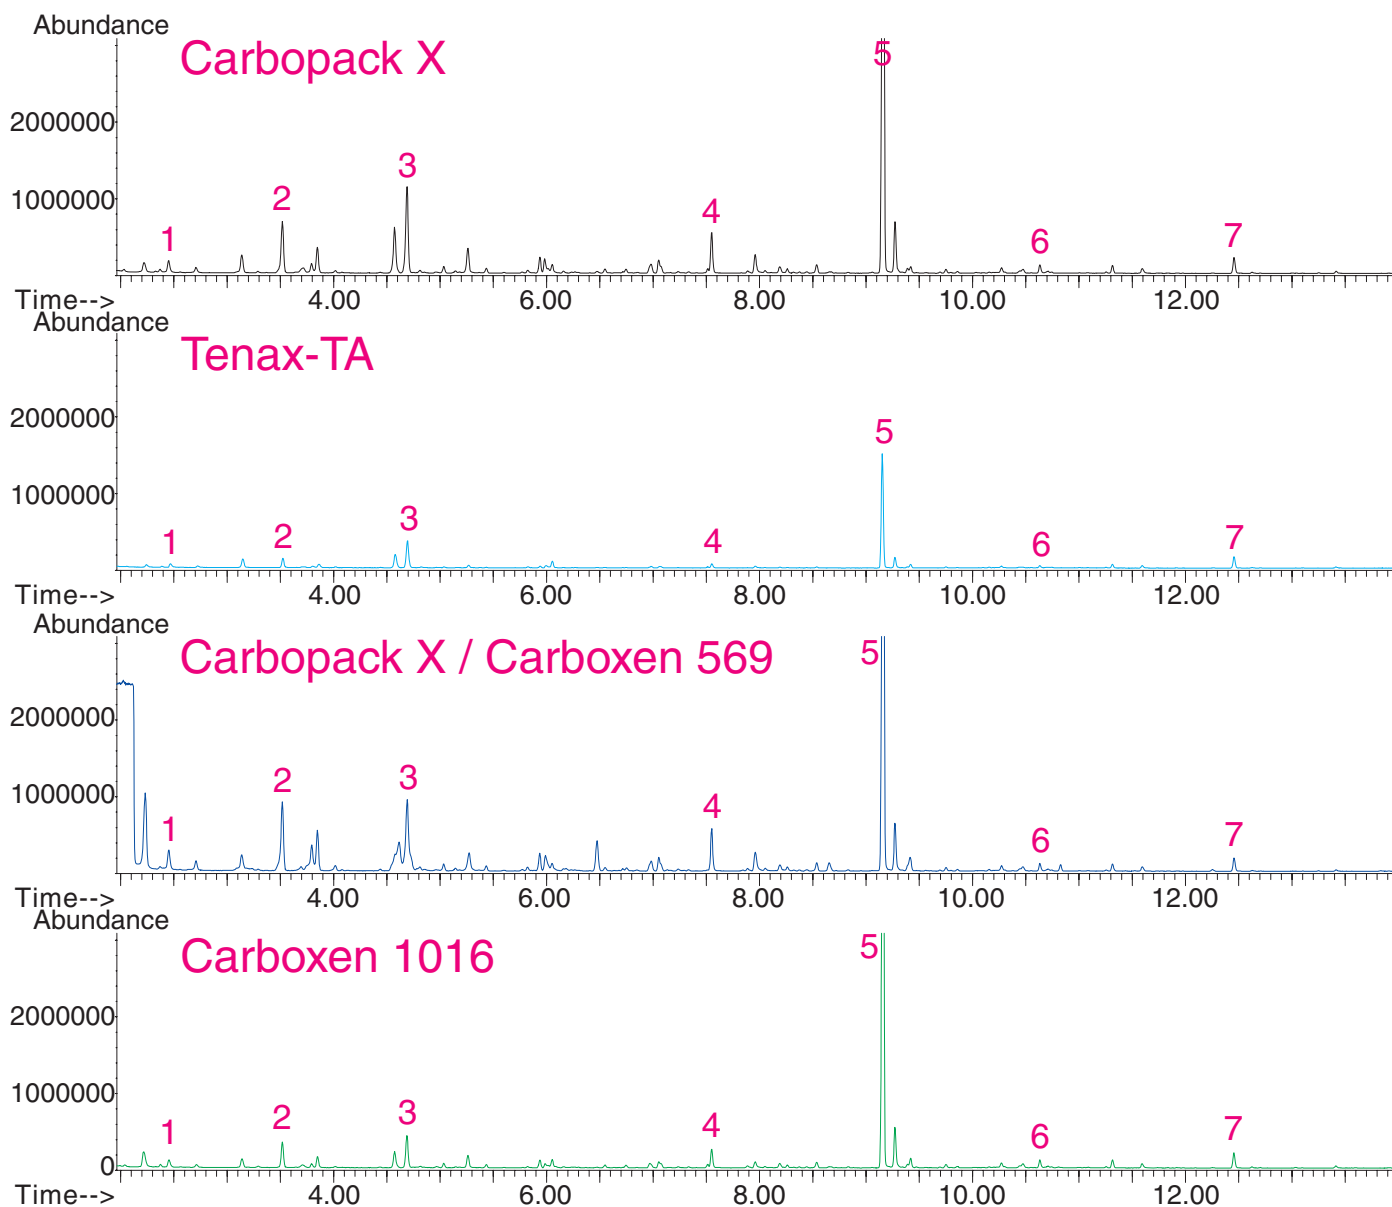 Abundance
Carbopack X
5
2000000
3
2
1000000
4
1
6
7
Time--> 4.00 6.00 8.00 10.00 12.00
Abundance
Tenax-TA
2000000
5
1000000
3
1 2 4 6 7
Time--> 4.00 6.00 8.00 10.00 12.00
Abundance
Carbopack X / Carboxen 569
5
2000000
2 3
1000000
4
1 6 7
Time--> 4.00 6.00 8.00 10.00 12.00
Abundance
Carboxen 1016
5
2000000
1000000
2 3
1 4 6 7
0
Time--> 4.00 6.00 8.00 10.00 12.00